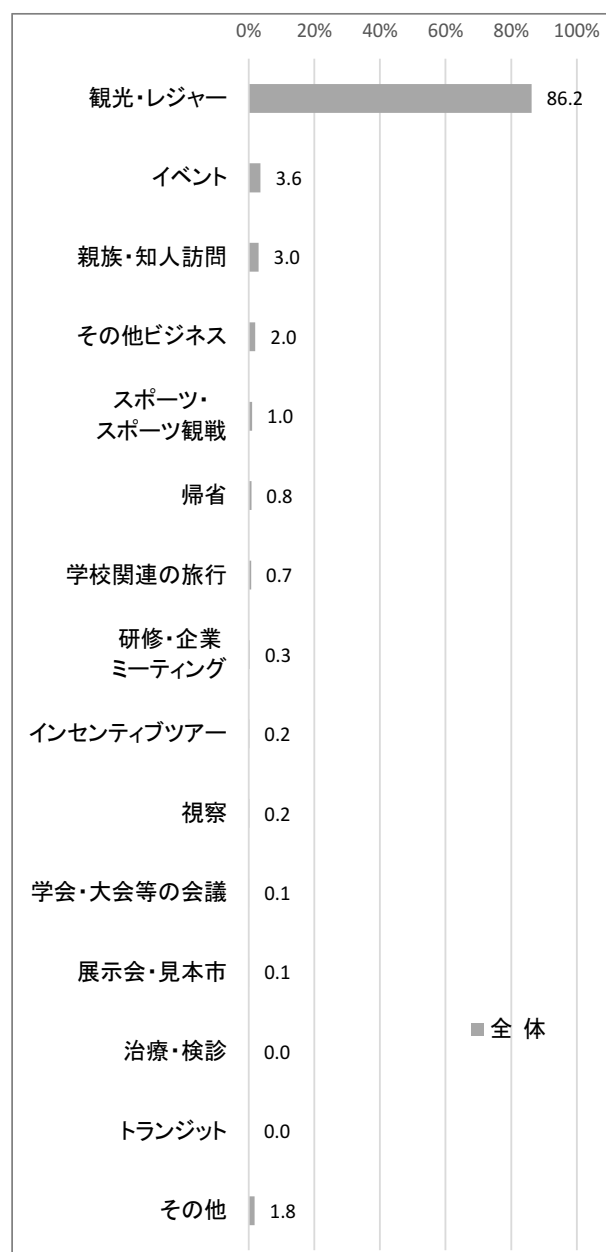 0% 20% 40% 60% 80% 100%
観光・レジャー 86.2
イベント 3.6
親族・知人訪問 3.0
その他ビジネス 2.0
スポーツ・
スポーツ観戦 1.0
帰省 0.8
学校関連の旅行 0.7
研修・企業
ミーティング 0.3
インセンティブツアー 0.2
視察 0.2
学会・大会等の会議 0.1
展示会・見本市 0.1
全 体
治療・検診 0.0
トランジット 0.0
その他 1.8